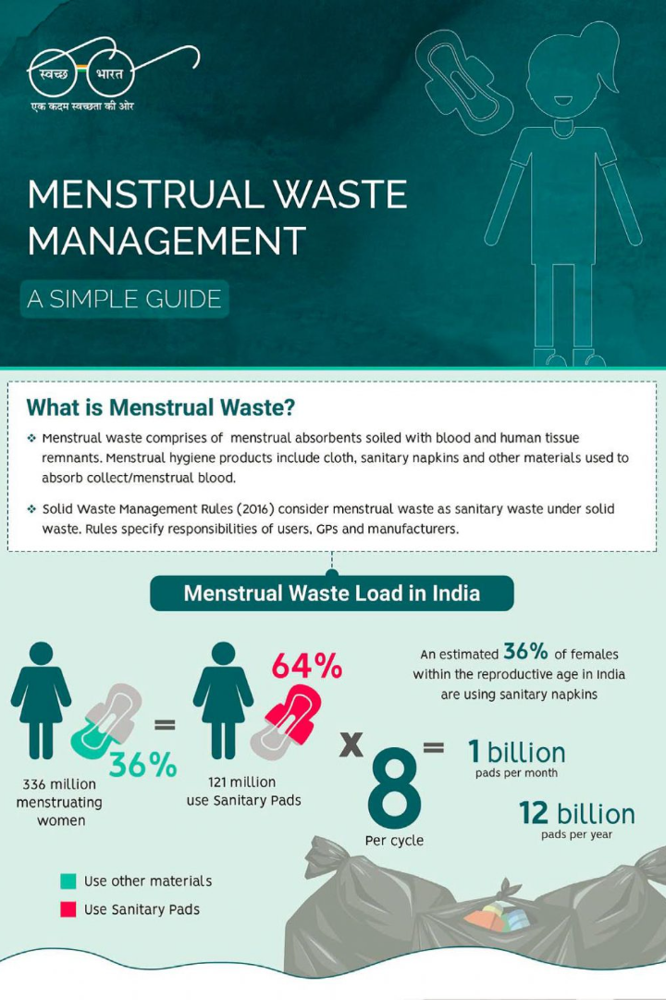 स्वच्छ भारत
एक कदम स्वच्छता की ओर
MENSTRUAL WASTE
MANAGEMENT
A SIMPLE GUIDE
What is Menstrual Waste?
❖ Menstrual waste comprises of menstrual absorbents soiled with blood and human tissue
remnants. Menstrual hygiene products include cloth, sanitary napkins and other materials used to
absorb collect/menstrual blood.
❖ Solid Waste Management Rules (2016) consider menstrual waste as sanitary waste under solid
waste. Rules specify responsibilities of users, GPs and manufacturers.
Menstrual Waste Load in India
36%
336 million
menstruating
women
=
64%
121 million
use Sanitary Pads
x
8
Per cycle
=
An estimated 36% of females
within the reproductive age in India
are using sanitary napkins
1 billion
pads per month
12 billion
pads per year
Use other materials
Use Sanitary Pads